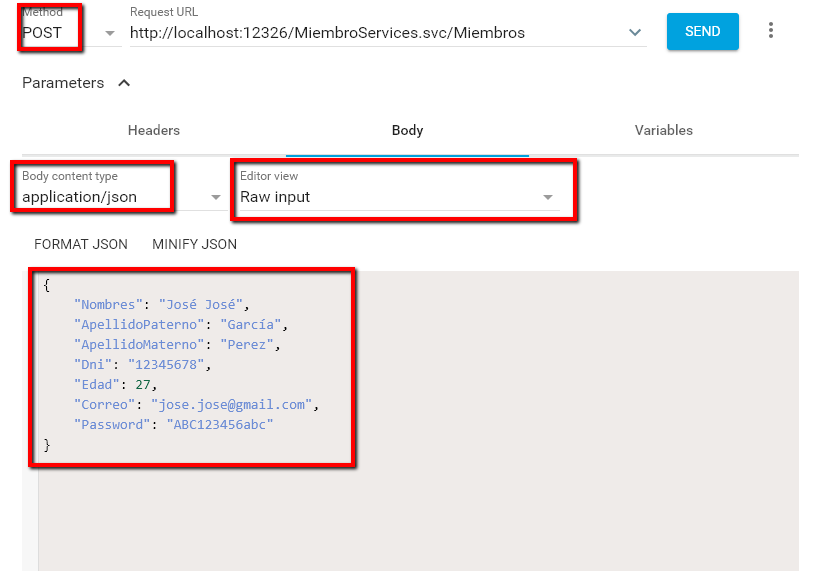 Method
POST
Request URL
http://localhost:12326/MiembroServices.svc/Miembros
SEND
Parameters
Headers
Body
Variables
Body content type
application/json
Editor view
Raw input
FORMAT JSON
MINIFY JSON
{
"Nombres": "José José",
"ApellidoPaterno": "García",
"ApellidoMaterno": "Perez",
"Dni": "12345678",
"Edad": 27,
"Correo": "jose.jose@gmail.com",
"Password": "ABC123456abc"
}